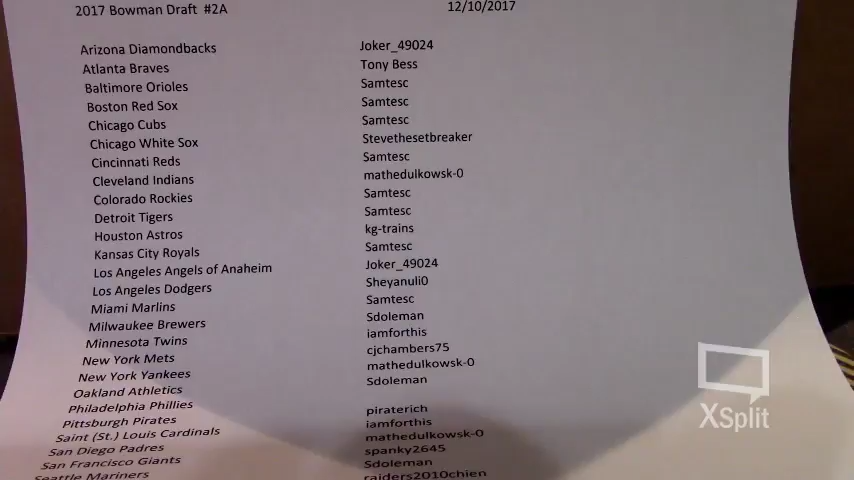 2017 Bowman Draft #2A 12/10/2017
Arizona Diamondbacks Joker_49024
Atlanta Braves Tony Bess
Baltimore Orioles Samtesc
Boston Red Sox Samtesc
Chicago Cubs Samtesc
Chicago White Sox Stevethesetbreaker
Cincinnati Reds Samtesc
Cleveland Indians mathedulkowsk-0
Colorado Rockies Samtesc
Detroit Tigers Samtesc
Houston Astros kg-trains
Kansas City Royals Samtesc
Los Angeles Angels of Anaheim Joker_49024
Los Angeles Dodgers Sheyanuli0
Miami Marlins Samtesc
Milwaukee Brewers Sdoleman
Minnesota Twins iamforthis
New York Mets cjchambers75
New York Yankees mathedulkowsk-0
Oakland Athletics Sdoleman
Philadelphia Phillies
Pittsburgh Pirates piraterich
Saint (St.) Louis Cardinals iamforthis
San Diego Padres mathedulkowsk-0
San Francisco Giants spanky2645
Seattle Mariners Sdoleman
raiders2010chien
XSplit